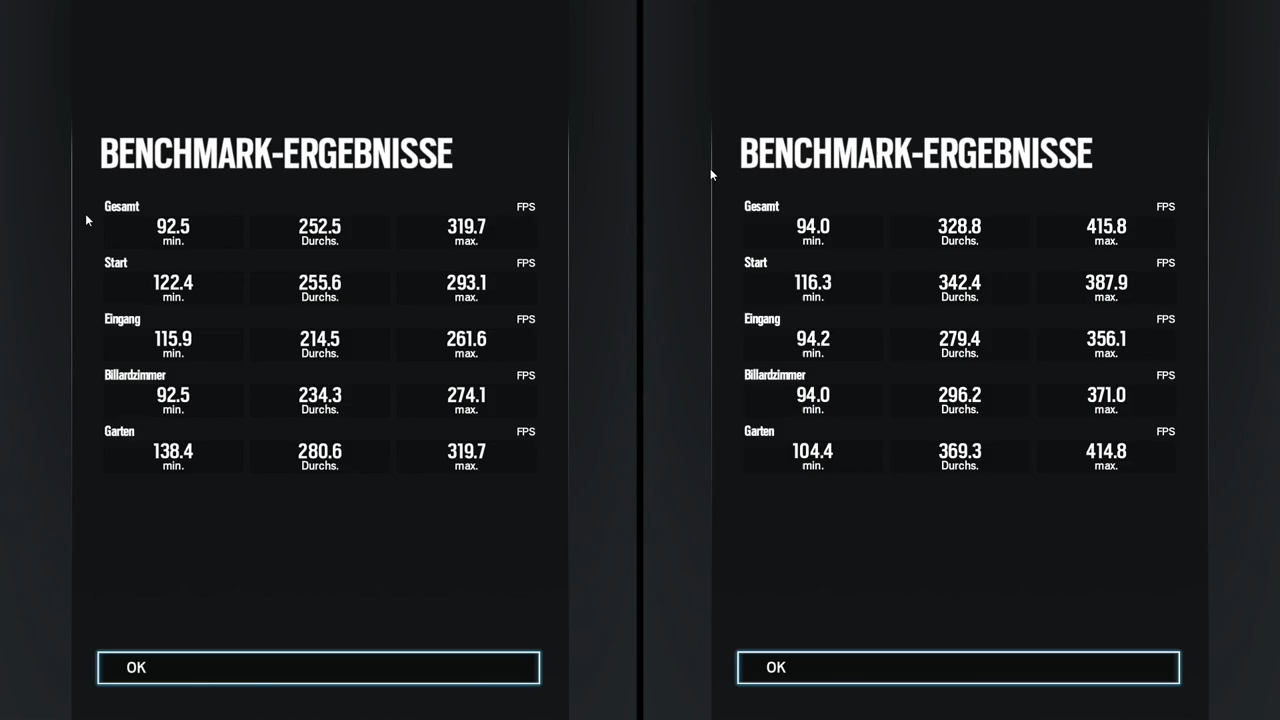 BENCHMARK-ERGEBNISSE
Gesamt FPS
92.5 252.5 319.7
min. Durchs. max.
Start FPS
122.4 255.6 293.1
min. Durchs. max.
Eingang FPS
115.9 214.5 261.6
min. Durchs. max.
Billardzimmer FPS
92.5 234.3 274.1
min. Durchs. max.
Garten FPS
138.4 280.6 319.7
min. Durchs. max.
OK
BENCHMARK-ERGEBNISSE
Gesamt FPS
94.0 328.8 415.8
min. Durchs. max.
Start FPS
116.3 342.4 387.9
min. Durchs. max.
Eingang FPS
94.2 279.4 356.1
min. Durchs. max.
Billardzimmer FPS
94.0 296.2 371.0
min. Durchs. max.
Garten FPS
104.4 369.3 414.8
min. Durchs. max.
OK